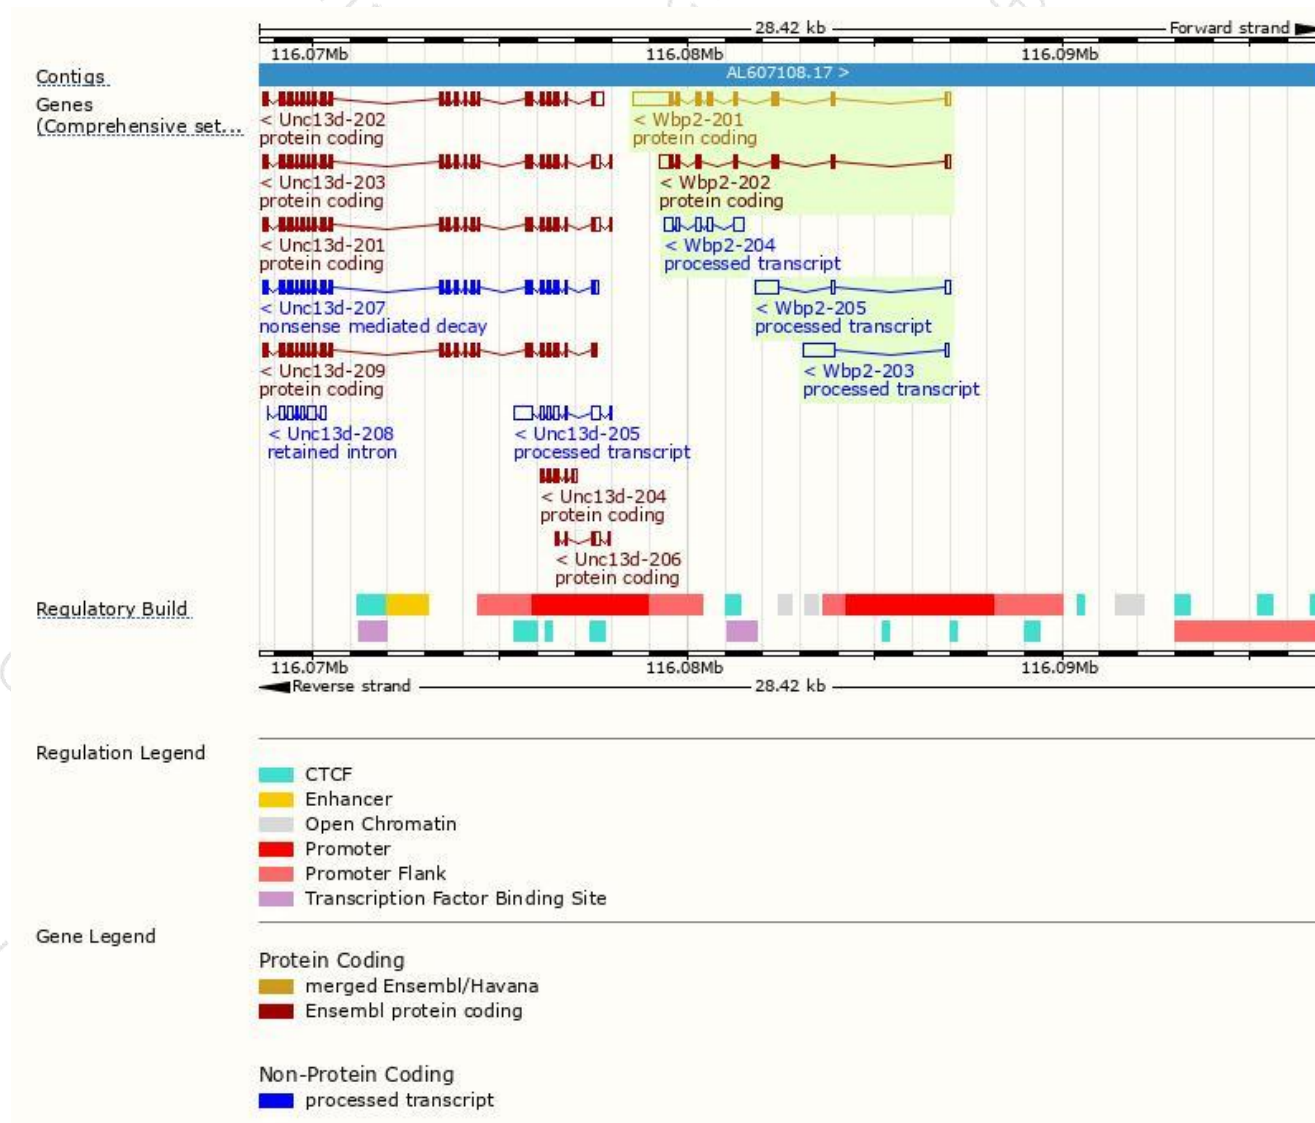 28.42 kb Forward strand
116.07Mb 116.08Mb 116.09Mb
Contigs AL607108.17 >
Genes
(Comprehensive set...
< Unc13d-202 < Wbp2-201
protein coding protein coding
< Unc13d-203 < Wbp2-202
protein coding protein coding
< Unc13d-201 < Wbp2-204
protein coding processed transcript
< Unc13d-207 < Wbp2-205
nonsense mediated decay processed transcript
< Unc13d-209 < Wbp2-203
protein coding processed transcript
< Unc13d-208 < Unc13d-205
retained intron processed transcript
< Unc13d-204
protein coding
< Unc13d-206
protein coding
Regulatory Build
116.07Mb 116.08Mb 116.09Mb
Reverse strand 28.42 kb
Regulation Legend
CTCF
Enhancer
Open Chromatin
Promoter
Promoter Flank
Transcription Factor Binding Site
Gene Legend
Protein Coding
merged Ensembl/Havana
Ensembl protein coding
Non-Protein Coding
processed transcript